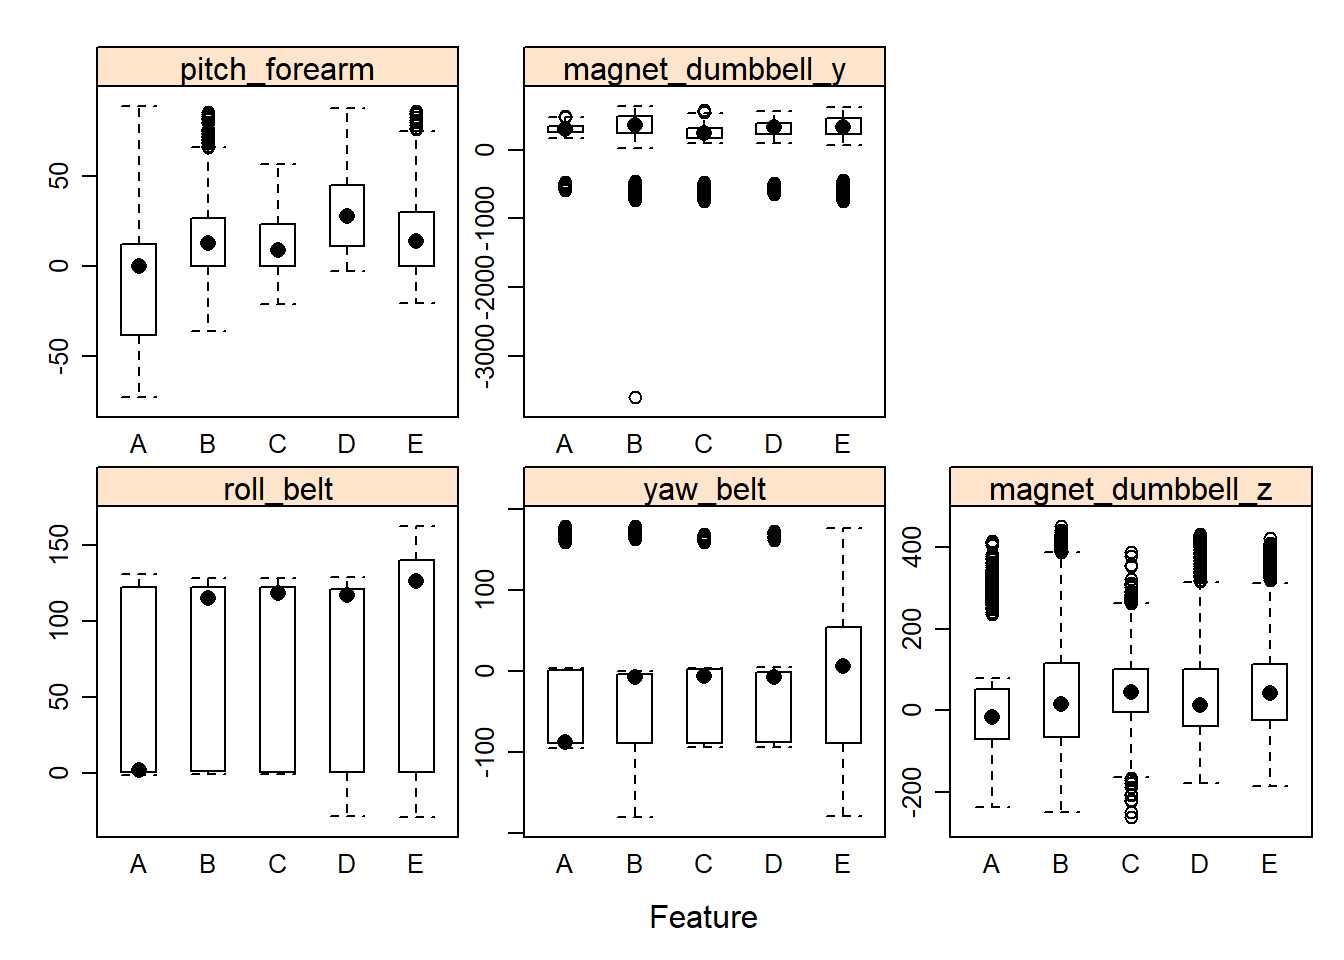 pitch_forearm
50
0
-50
A B C D E
magnet_dumbbell_y
0
-1000
-2000
-3000
A B C D E
roll_belt
150
100
50
0
A B C D E
yaw_belt
100
0
-100
A B C D E
magnet_dumbbell_z
400
200
0
-200
A B C D E
Feature